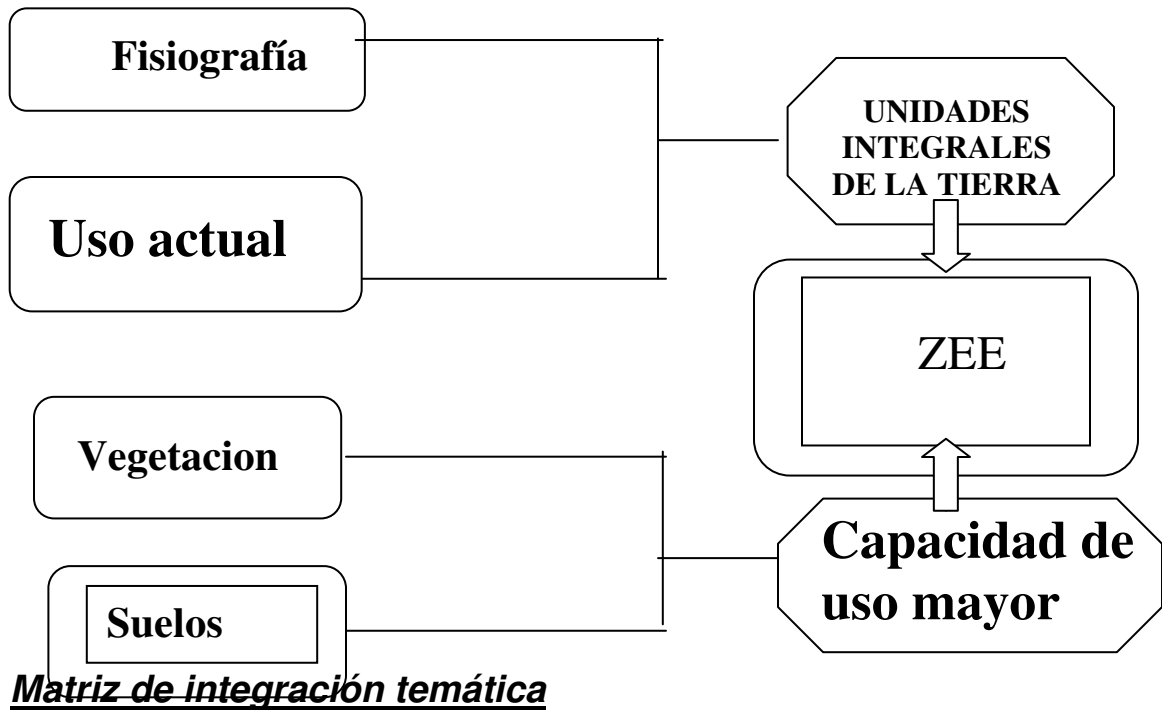 Fisiografía
UNIDADES
INTEGRALES
DE LA TIERRA
Uso actual
ZEE
Vegetacion
Capacidad de
uso mayor
Suelos
Matriz de integración temática